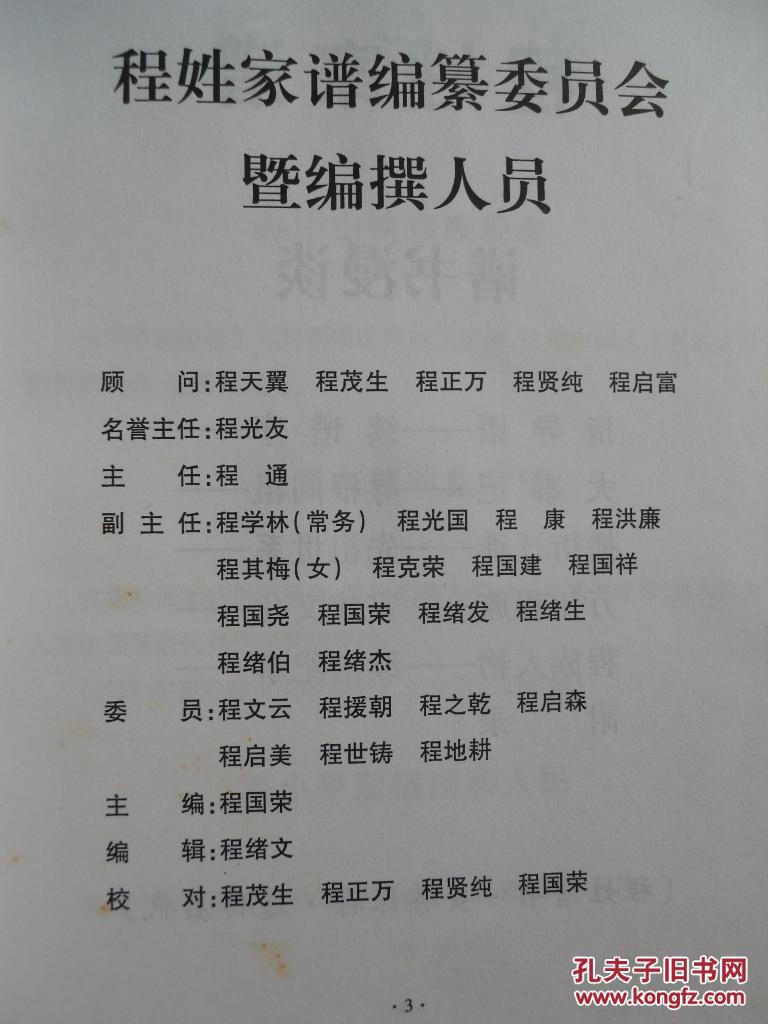 程姓家谱编纂委员会
暨编撰人员
顾 问:程天翼 程茂生 程正万 程贤纯 程启富
名誉主任:程光友
主 任:程 通
副 主 任:程学林(常务) 程光国 程 康 程洪廉
程其梅(女) 程克荣 程国建 程国祥
程国尧 程国荣 程绪发 程绪生
程绪伯 程绪杰
委 员:程文云 程援朝 程之乾 程启森
程启美 程世铸 程地耕
主 编:程国荣
编 辑:程绪文
校 对:程茂生 程正万 程贤纯 程国荣
·3·
孔夫子旧书网
www.kongfz.com